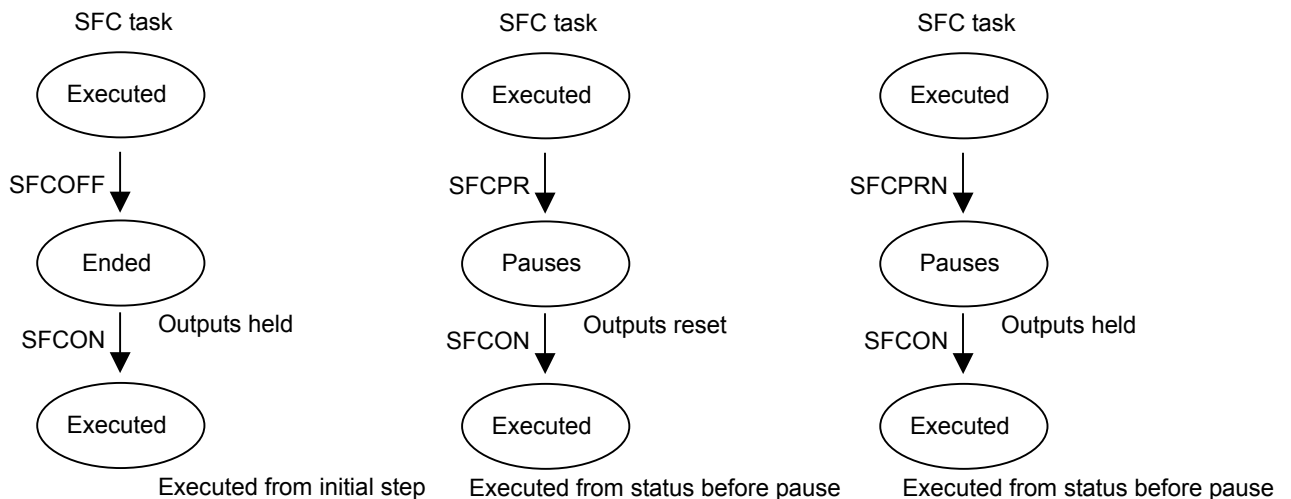 SFC task
Executed
SFCOFF
Ended
Outputs held
SFCON
Executed
Executed from initial step
SFC task
Executed
SFCPR
Pauses
Outputs reset
SFCON
Executed
Executed from status before pause
SFC task
Executed
SFCPRN
Pauses
Outputs held
SFCON
Executed
Executed from status before pause